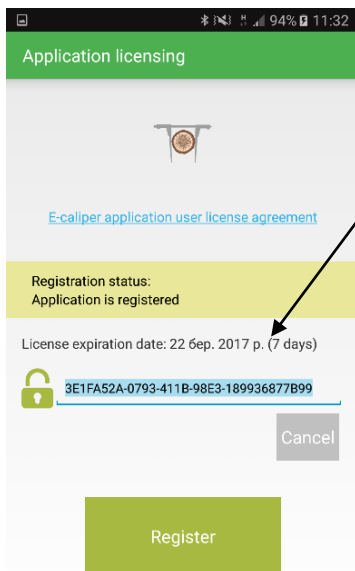 94% 11:32
Application licensing
E-caliper application user license agreement
Registration status:
Application is registered
License expiration date: 22 бер. 2017 р. (7 days)
3E1FA52A-0793-411B-98E3-189936877B99
Cancel
Register